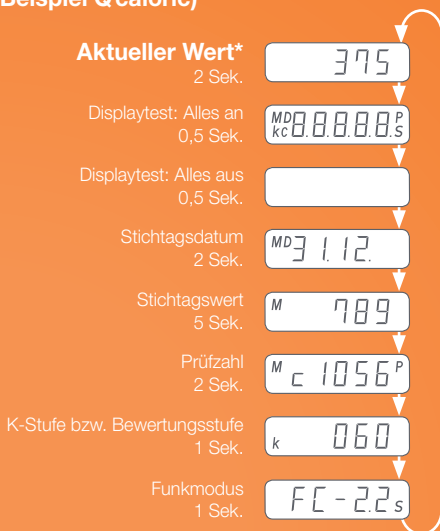 Beispiel Q caloric)
Aktueller Wert*
2 Sek.
375
Displaytest: Alles an
0,5 Sek.
MD
kc 8.8.8.8.8. P
S
Displaytest: Alles aus
0,5 Sek.
Stichtagsdatum
2 Sek.
MD 31.12.
Stichtagswert
5 Sek.
M 789
Prüfzahl
2 Sek.
M c 1056 P
K-Stufe bzw. Bewertungsstufe
1 Sek.
k 060
Funkmodus
1 Sek.
FC-2.2 s